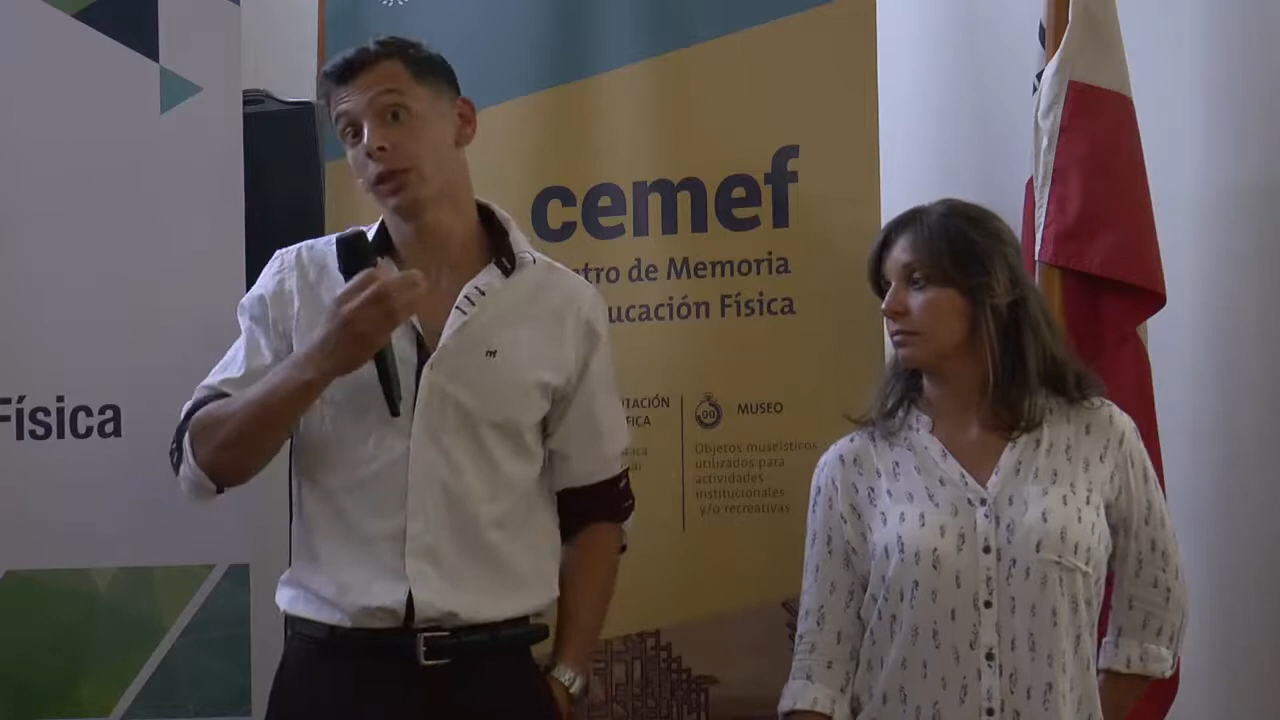 Física
cemef
tro de Memoria
ucación Física
TACIÓN
FICA
MUSEO
Objetos museísticos
utilizados para
actividades
institucionales
y/o recreativas